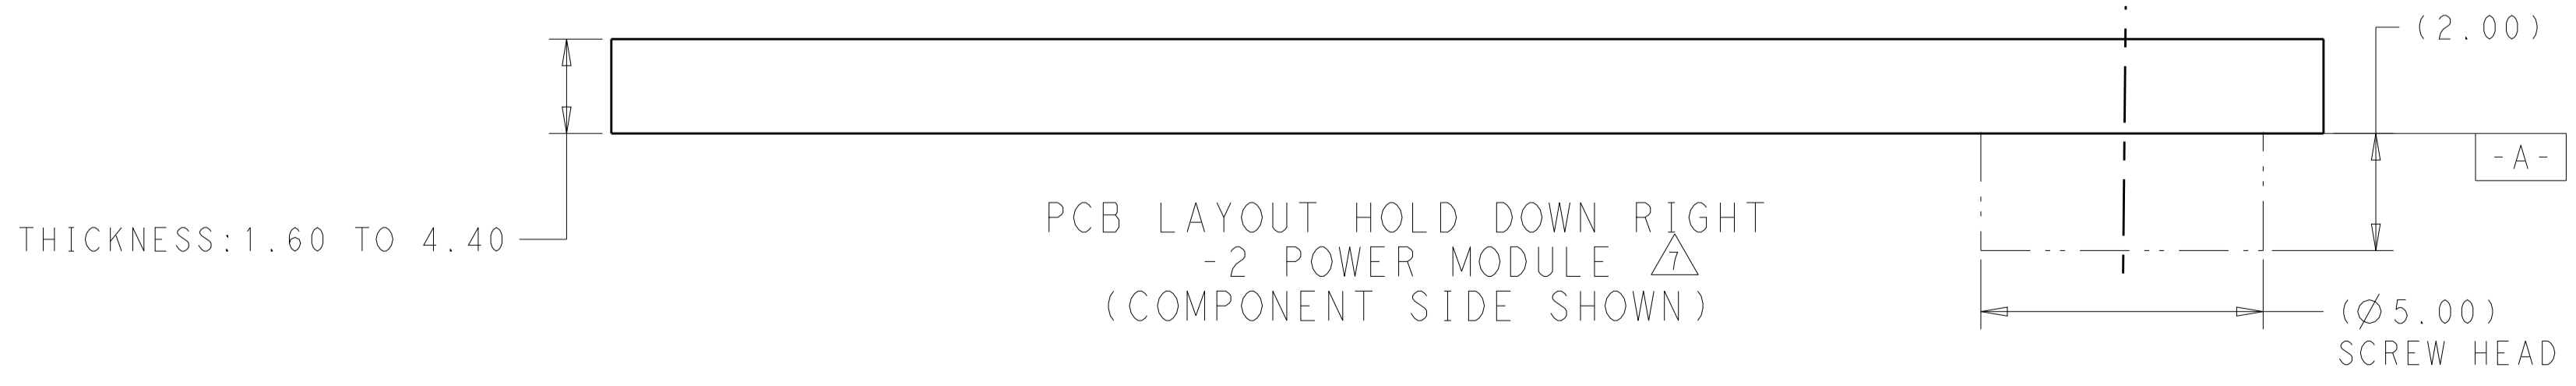 (2.00)
-A-
THICKNESS:1.60 TO 4.40
PCB LAYOUT HOLD DOWN RIGHT
-2 POWER MODULE 7
(COMPONENT SIDE SHOWN)
(⌀5.00)
SCREW HEAD